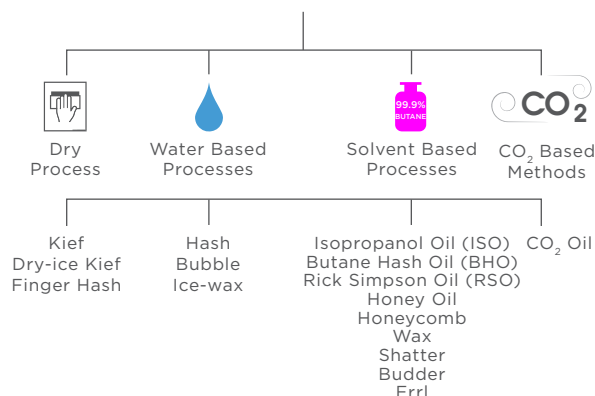 99.9%
BUTANE
CO2
Dry
Process
Water Based
Processes
Solvent Based
Processes
CO2 Based
Methods
Kief
Dry-ice Kief
Finger Hash
Hash
Bubble
Ice-wax
Isopropanol Oil (ISO)
Butane Hash Oil (BHO)
Rick Simpson Oil (RSO)
Honey Oil
Honeycomb
Wax
Shatter
Budder
Errl
CO2 Oil